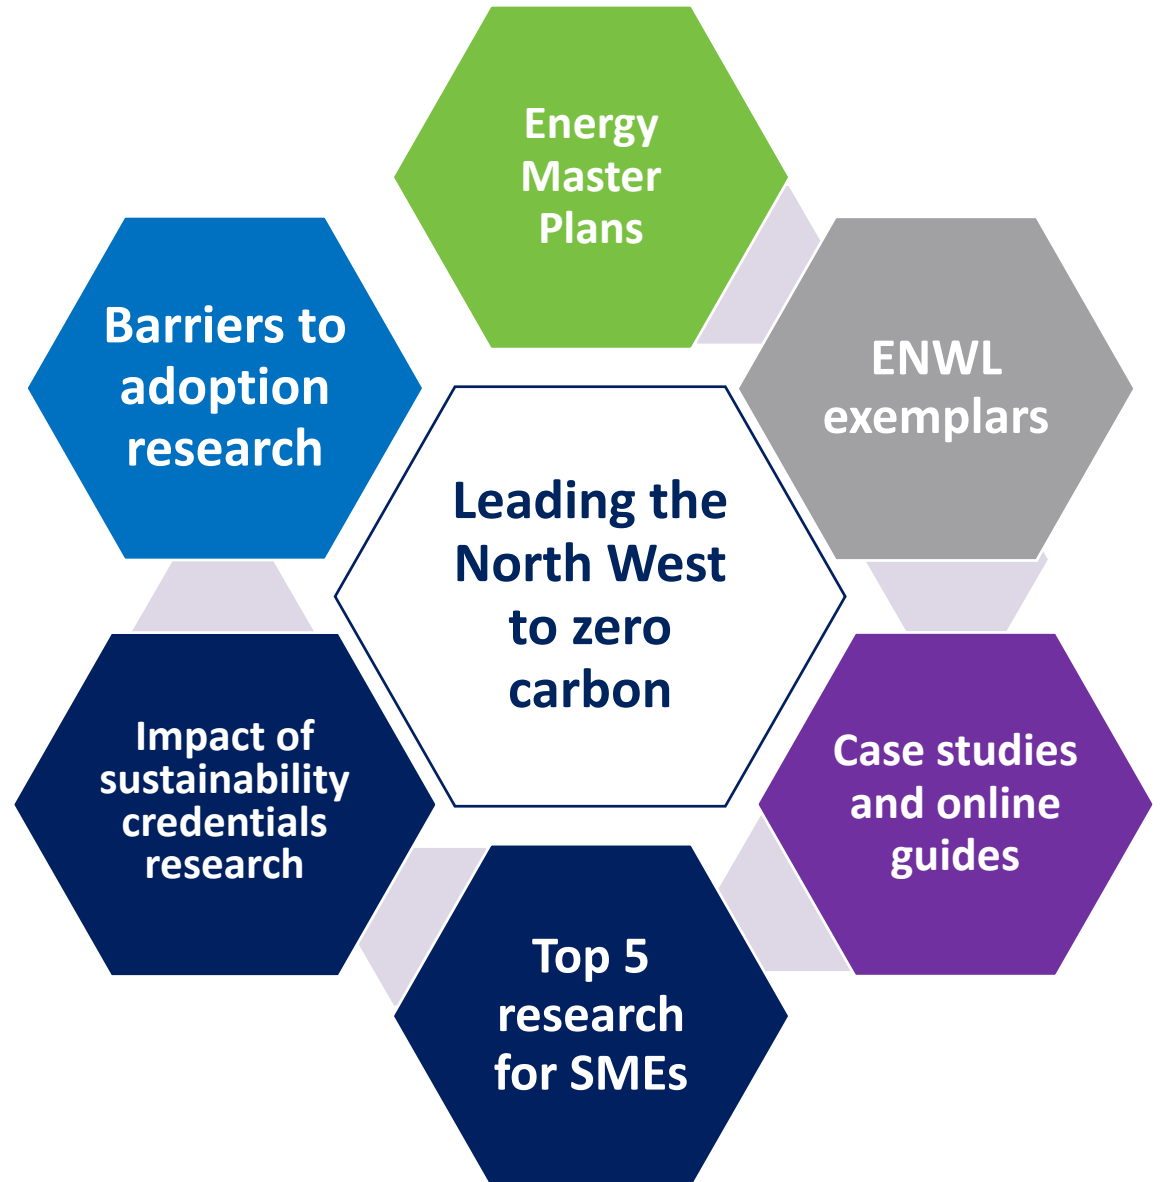 Energy
Master
Plans
Barriers to
adoption
research
ENWL
exemplars
Leading the
North West
to zero
carbon
Impact of
sustainability
credentials
research
Case studies
and online
guides
Top 5
research
for SMEs